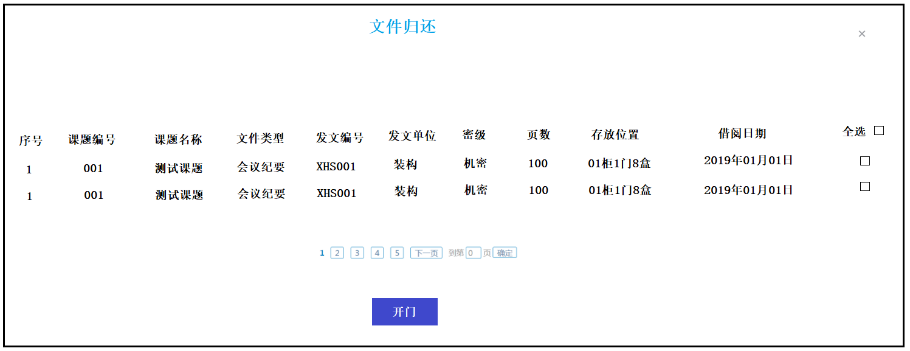 文件归还
×
序号 课题编号 课题名称 文件类型 发文编号 发文单位 密级 页数 存放位置 借阅日期 全选
1 001 测试课题 会议纪要 XHS001 装构 机密 100 01柜1门8盒 2019年01月01日
1 001 测试课题 会议纪要 XHS001 装构 机密 100 01柜1门8盒 2019年01月01日
1 2 3 4 5 下一页 到第 0 页 确定
开门